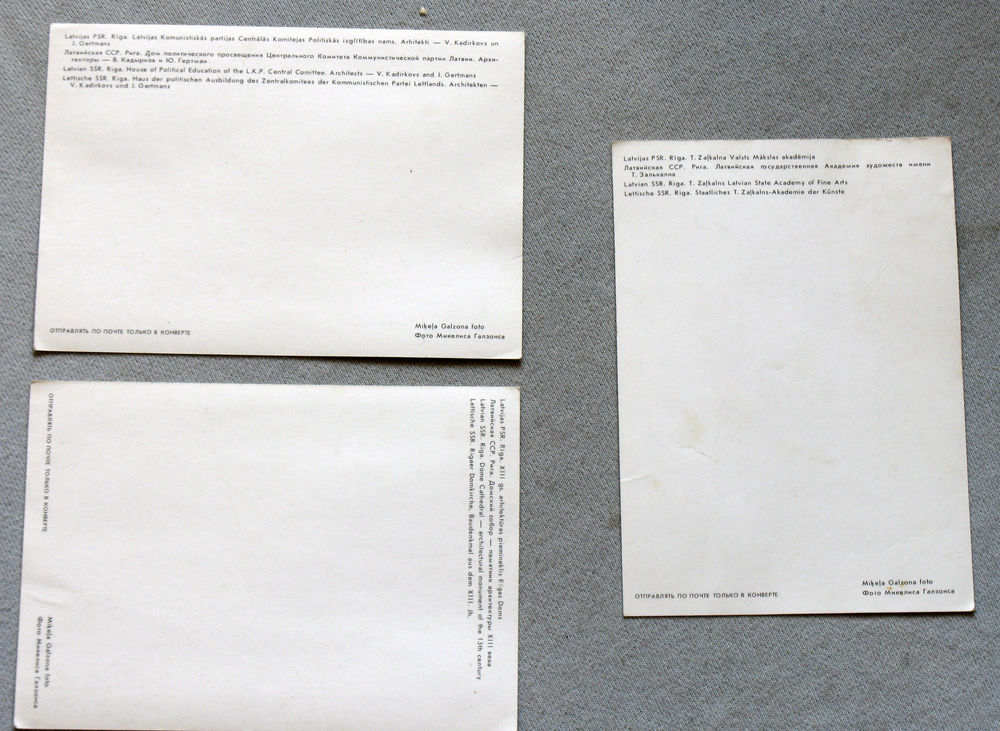 Latvijas PSR. Rīga. Latvijas Komunistiskās partijas Centrālās Komitejas Politiskās izglītības nams. Arhitekti — V. Kadirkovs un
J. Gertmans
Латвийская ССР. Рига. Дом политического просвещения Центрального Комитета Коммунистической партии Латвии. Архи-
текторы — В. Кадырков и Ю. Гертман
Latvian SSR. Riga. House of Political Education of the L.K.P. Central Comittee. Architects — V. Kadirkovs and J. Gertmans
Lettische SSR. Riga. Haus der politischen Ausbildung des Zentralkomitees der Kommunistischen Partei Lettlands. Architekten —
V. Kadirkovs und J. Gertmans
ОТПРАВЛЯТЬ ПО ПОЧТЕ ТОЛЬКО В КОНВЕРТЕ
Miķeļa Galzona foto
Фото Микелиса Галзонса
Latvijas PSR. Rīga. T. Zaļkalna Valsts Mākslas akadēmija
Латвийская ССР. Рига. Латвийская государственная Академия художеств имени
Т. Залькална
Latvian SSR. Riga. T. Zaļkalns Latvian State Academy of Fine Arts
Lettische SSR. Riga. Staatliches T. Zaļkalns-Akademie der Künste
ОТПРАВЛЯТЬ ПО ПОЧТЕ ТОЛЬКО В КОНВЕРТЕ
Miķeļa Galzona foto
Фото Микелиса Галзонса
Latvijas PSR. Rīga. XIII gs. arhitektūras piemineklis Rīgas Doms
Латвийская ССР. Рига. Домский собор — памятник архитектуры XIII века
Latvian SSR. Riga. Dome Cathedral — architectural monument of the 13th century
Lettische SSR. Rigaer Domkirche, Baudenkmal aus dem XIII. Jh.
ОТПРАВЛЯТЬ ПО ПОЧТЕ ТОЛЬКО В КОНВЕРТЕ
Miķeļa Galzona foto
Фото Микелиса Галзонса